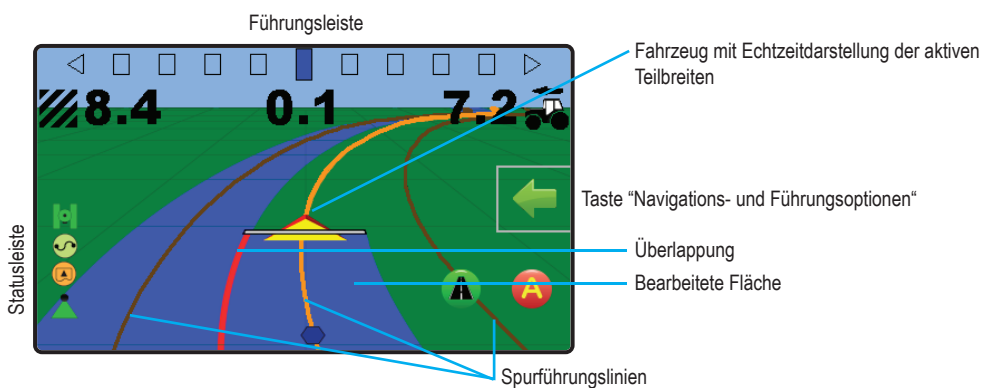 Führungsleiste
Fahrzeug mit Echtzeitdarstellung der aktiven
Teilbreiten
8.4 0.1 7.2
Taste “Navigations- und Führungsoptionen“
Statusleiste
Überlappung
Bearbeitete Fläche
A
Spurführungslinien